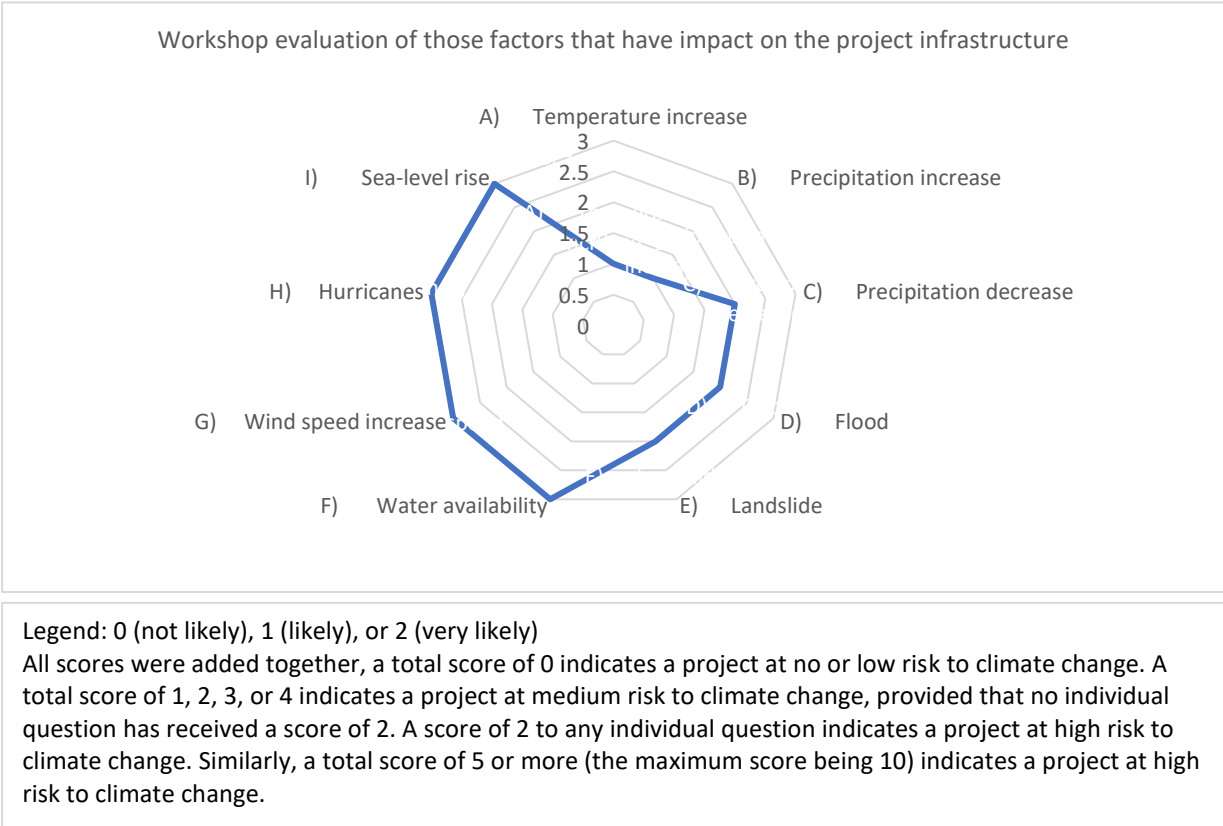 Workshop evaluation of those factors that have impact on the project infrastructure
A) Temperature increase
3
I) Sea-level rise
2.5
B) Precipitation increase
2
1.5
1
H) Hurricanes
0.5
C) Precipitation decrease
0
G) Wind speed increase
D) Flood
F) Water availability
E) Landslide
Legend: 0 (not likely), 1 (likely), or 2 (very likely)
All scores were added together, a total score of 0 indicates a project at no or low risk to climate change. A
total score of 1, 2, 3, or 4 indicates a project at medium risk to climate change, provided that no individual
question has received a score of 2. A score of 2 to any individual question indicates a project at high risk to
climate change. Similarly, a total score of 5 or more (the maximum score being 10) indicates a project at high
risk to climate change.